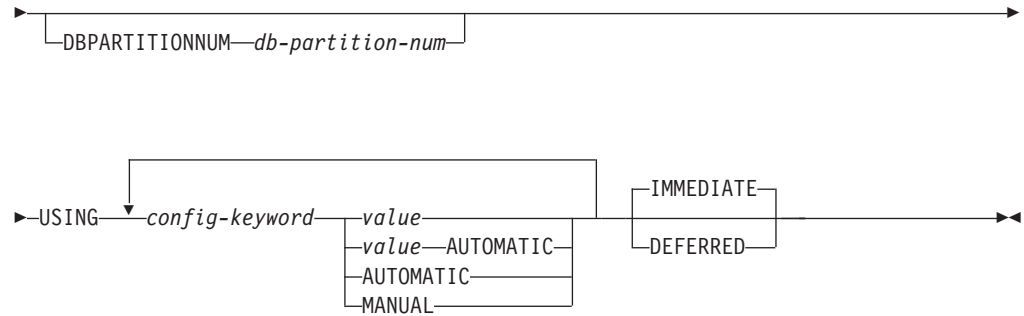 DBPARTITIONNUM db-partition-num
IMMEDIATE
USING config-keyword value
DEFERRED
value AUTOMATIC
AUTOMATIC
MANUAL